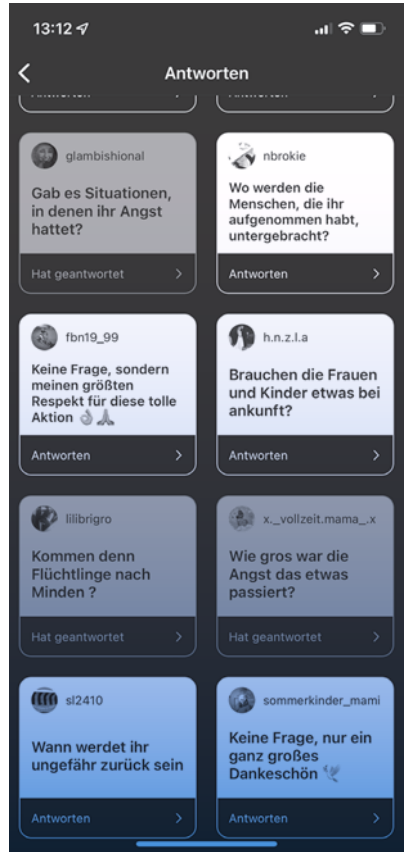 13:12
Antworten
Antworten
Antworten
glambishional
Gab es Situationen,
in denen ihr Angst
hattet?
Hat geantwortet
nbrokie
Wo werden die
Menschen, die ihr
aufgenommen habt,
untergebracht?
Antworten
fbn19_99
Keine Frage, sondern
meinen größten
Respekt für diese tolle
Aktion 👌🏻🙏🏻
Antworten
h.n.z.l.a
Brauchen die Frauen
und Kinder etwas bei
ankunft?
Antworten
lilibrigro
Kommen denn
Flüchtlinge nach
Minden ?
Hat geantwortet
x._vollzeit.mama_.x
Wie gros war die
Angst das etwas
passiert?
Hat geantwortet
sl2410
Wann werdet ihr
ungefähr zurück sein
Antworten
sommerkinder_mami
Keine Frage, nur ein
ganz großes
Dankeschön 🕊
Antworten